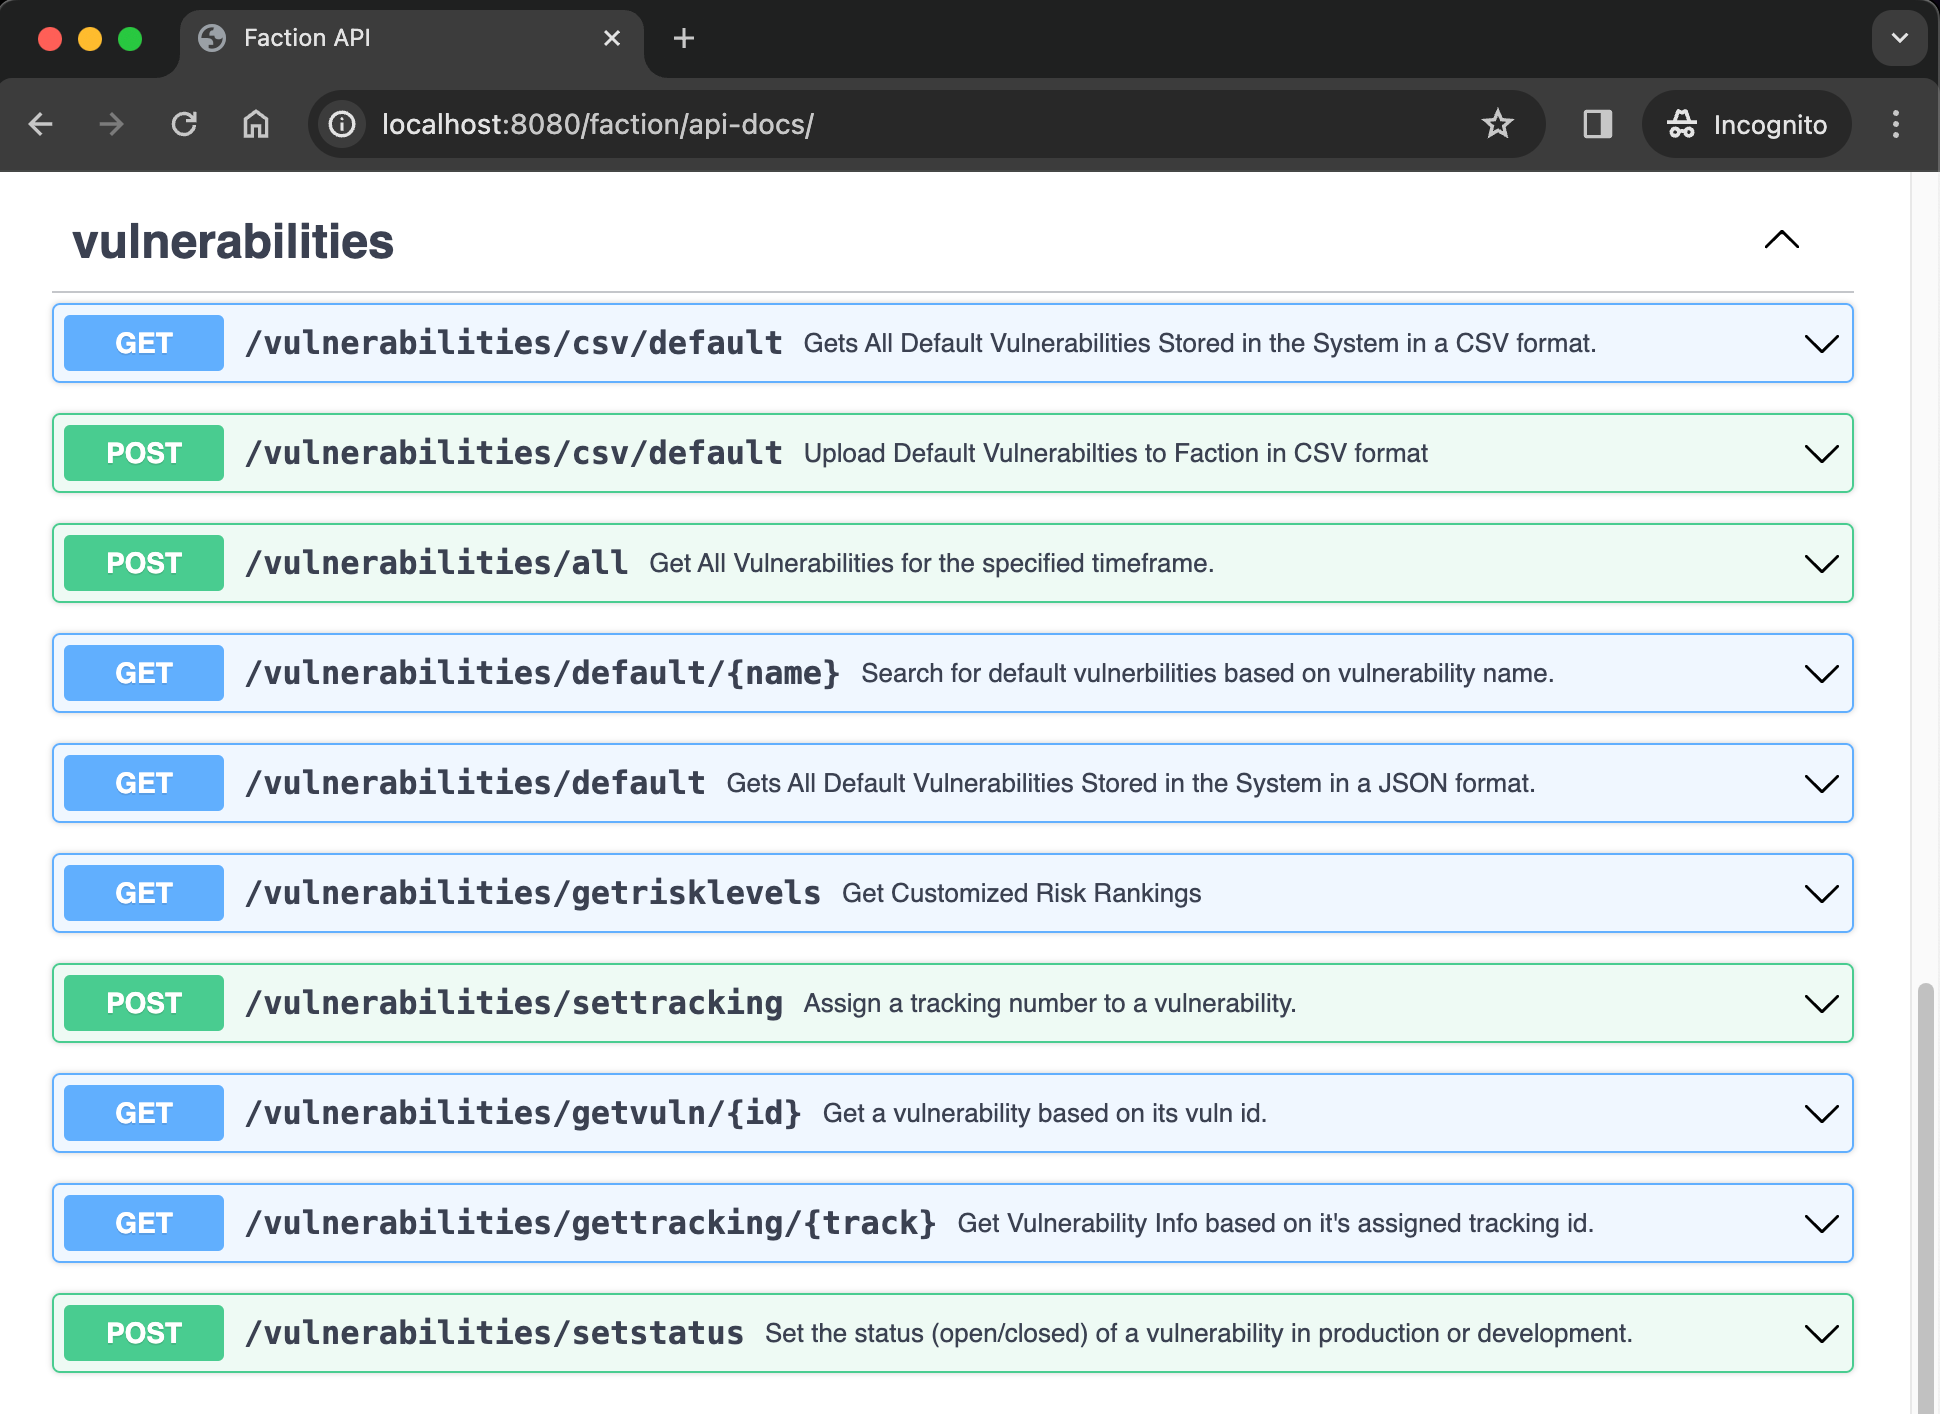 Faction API
localhost:8080/faction/api-docs/
Incognito
vulnerabilities
GET /vulnerabilities/csv/default Gets All Default Vulnerabilities Stored in the System in a CSV format.
POST /vulnerabilities/csv/default Upload Default Vulnerabilties to Faction in CSV format
POST /vulnerabilities/all Get All Vulnerabilities for the specified timeframe.
GET /vulnerabilities/default/{name} Search for default vulnerbilities based on vulnerability name.
GET /vulnerabilities/default Gets All Default Vulnerabilities Stored in the System in a JSON format.
GET /vulnerabilities/getrisklevels Get Customized Risk Rankings
POST /vulnerabilities/settracking Assign a tracking number to a vulnerability.
GET /vulnerabilities/getvuln/{id} Get a vulnerability based on its vuln id.
GET /vulnerabilities/gettracking/{track} Get Vulnerability Info based on it's assigned tracking id.
POST /vulnerabilities/setstatus Set the status (open/closed) of a vulnerability in production or development.